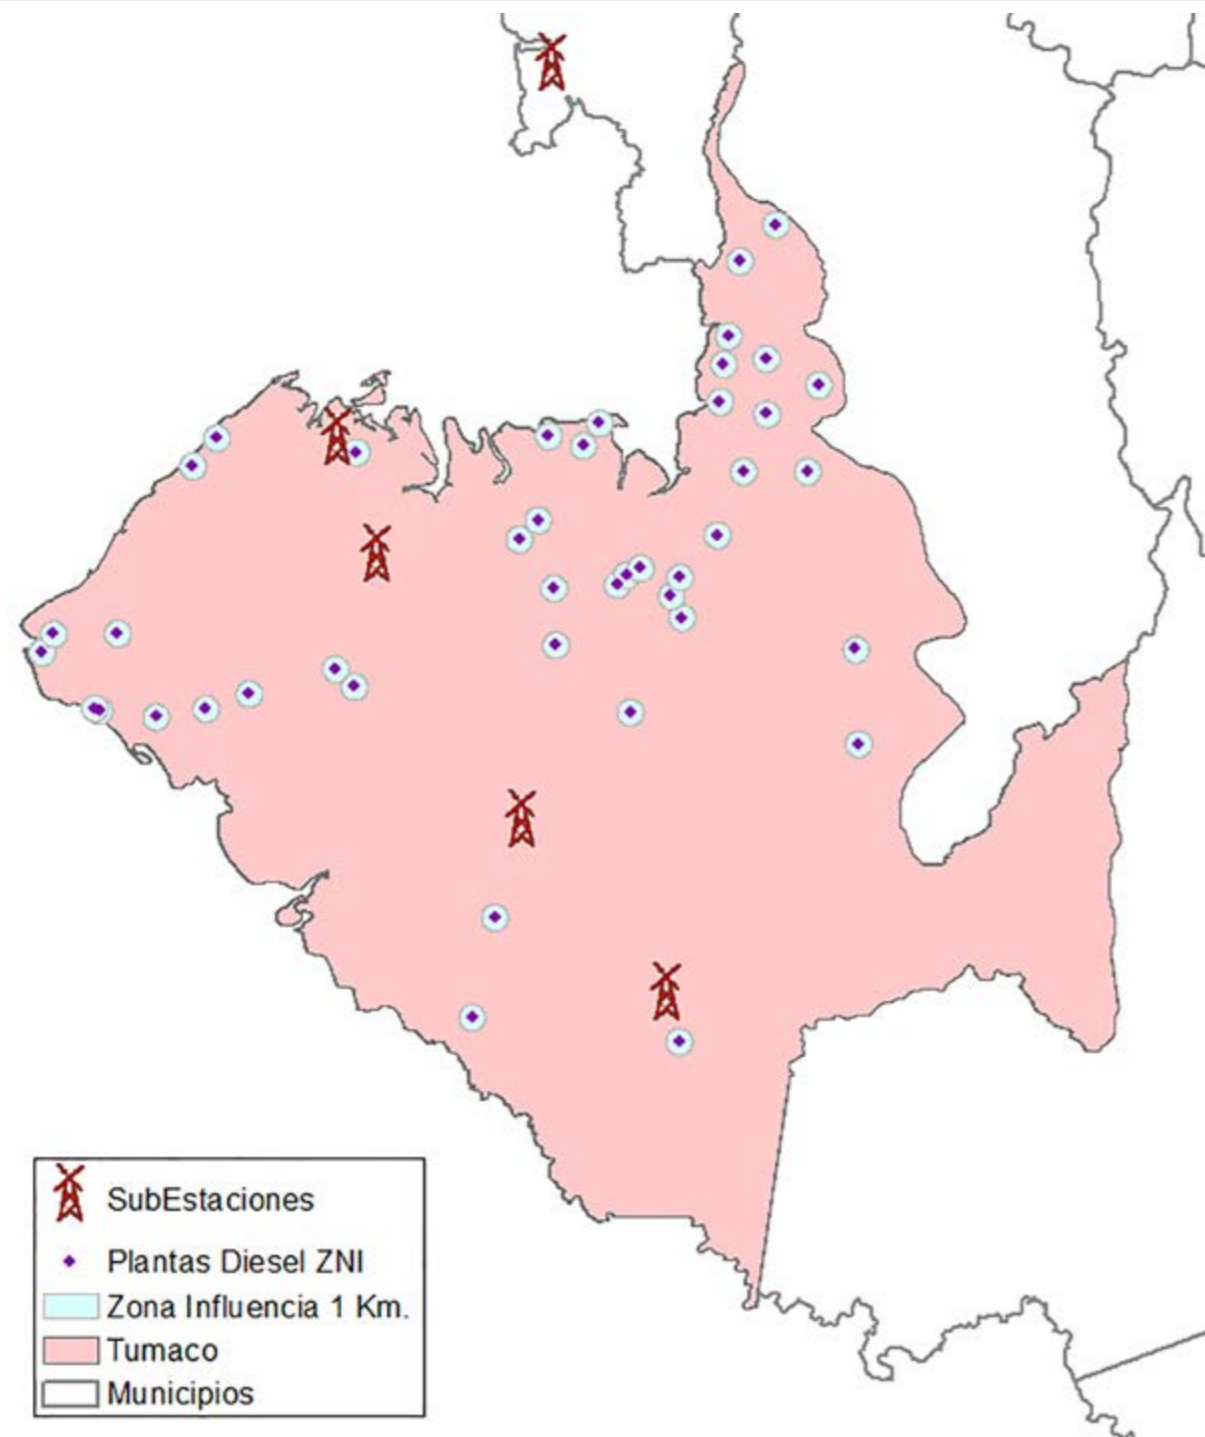 SubEstaciones
Plantas Diesel ZNI
Zona Influencia 1 Km.
Tumaco
Municipios